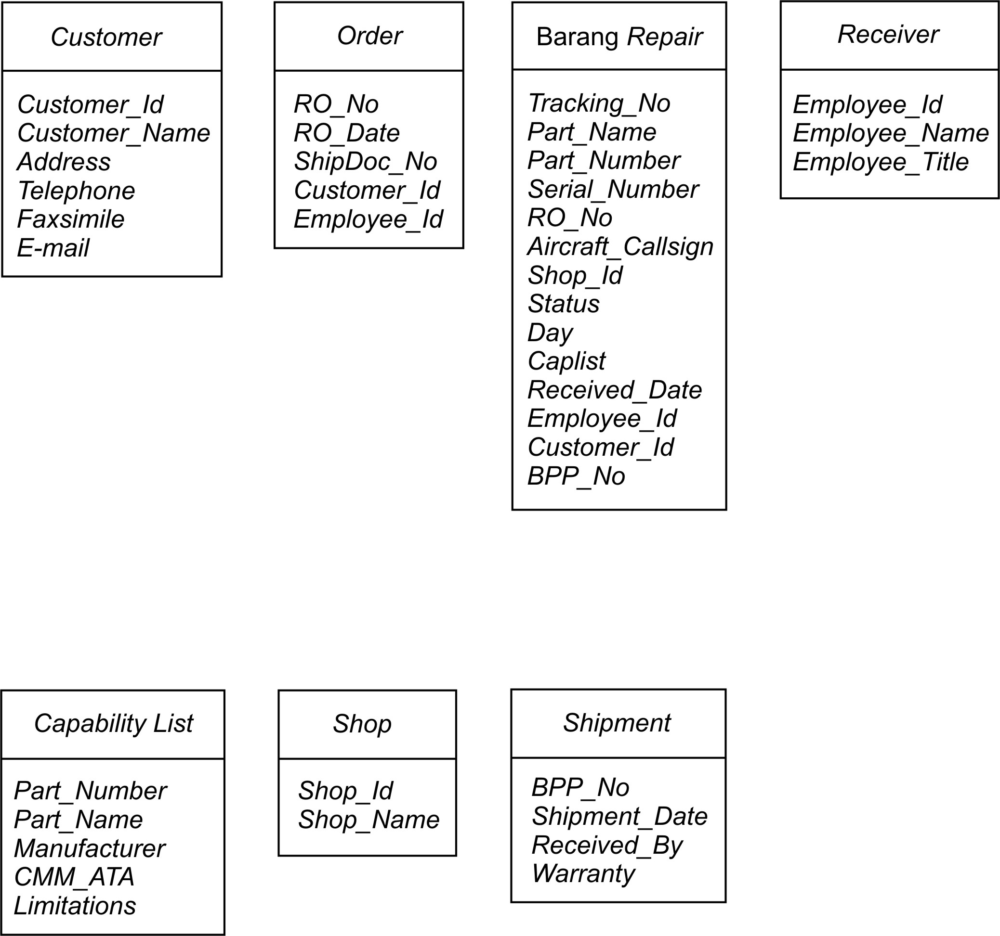 Customer
Customer_Id
Customer_Name
Address
Telephone
Faxsimile
E-mail
Order
RO_No
RO_Date
ShipDoc_No
Customer_Id
Employee_Id
Barang Repair
Tracking_No
Part_Name
Part_Number
Serial_Number
RO_No
Aircraft_Callsign
Shop_Id
Status
Day
Caplist
Received_Date
Employee_Id
Customer_Id
BPP_No
Receiver
Employee_Id
Employee_Name
Employee_Title
Capability List
Part_Number
Part_Name
Manufacturer
CMM_ATA
Limitations
Shop
Shop_Id
Shop_Name
Shipment
BPP_No
Shipment_Date
Received_By
Warranty